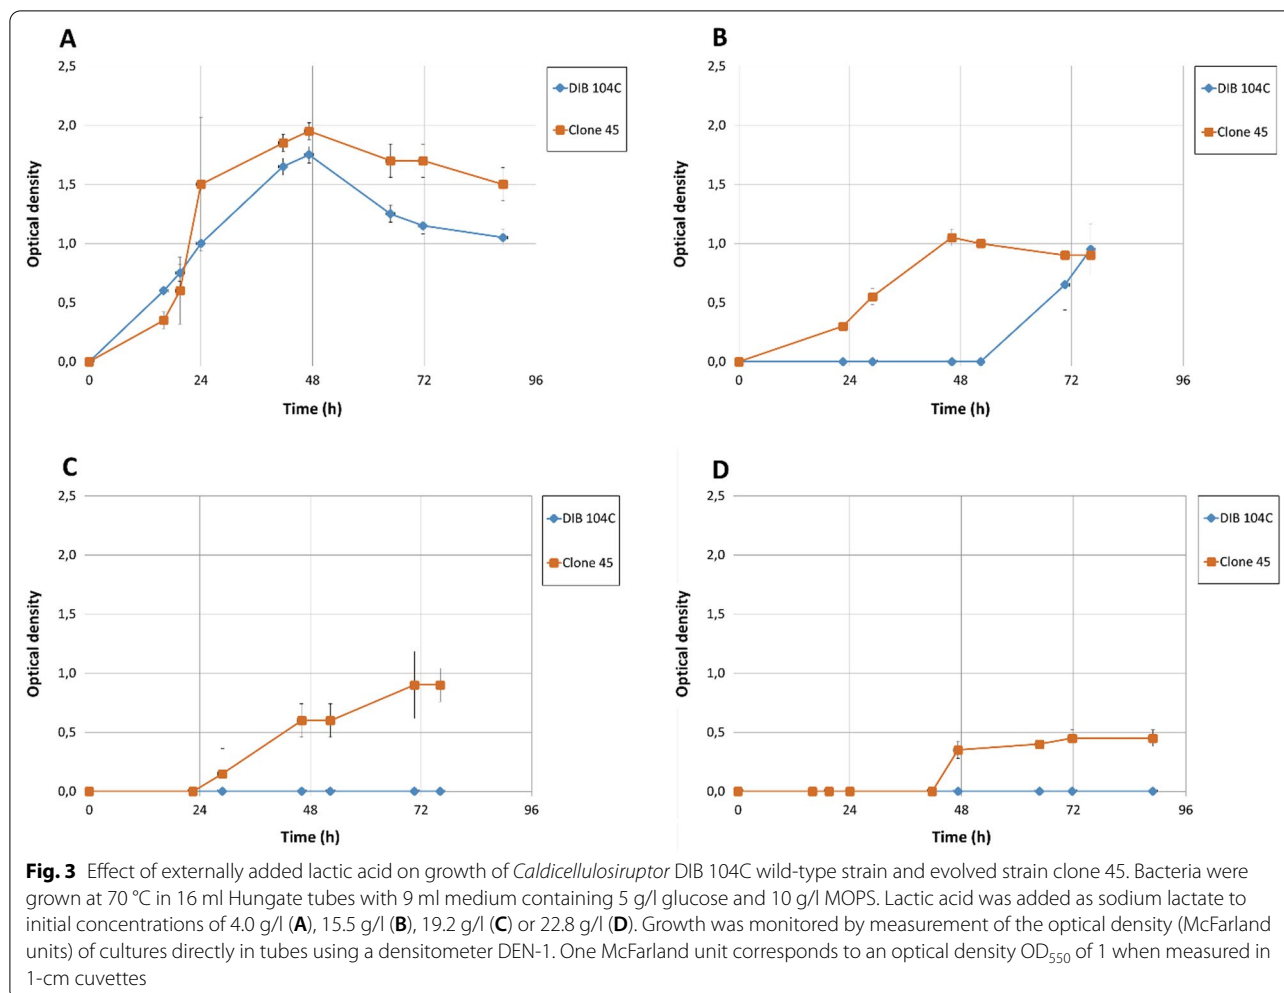 A
2,5
2,0
1,5
1,0
0,5
0,0
Optical density
0 24 48 72 96
Time (h)
DIB 104C
Clone 45
B
2,5
2,0
1,5
1,0
0,5
0,0
Optical density
0 24 48 72 96
Time (h)
DIB 104C
Clone 45
C
2,5
2,0
1,5
1,0
0,5
0,0
Optical density
0 24 48 72 96
Time (h)
DIB 104C
Clone 45
D
2,5
2,0
1,5
1,0
0,5
0,0
Optical density
0 24 48 72 96
Time (h)
DIB 104C
Clone 45
Fig. 3 Effect of externally added lactic acid on growth of Caldicellulosiruptor DIB 104C wild-type strain and evolved strain clone 45. Bacteria were
grown at 70 °C in 16 ml Hungate tubes with 9 ml medium containing 5 g/l glucose and 10 g/l MOPS. Lactic acid was added as sodium lactate to
initial concentrations of 4.0 g/l (A), 15.5 g/l (B), 19.2 g/l (C) or 22.8 g/l (D). Growth was monitored by measurement of the optical density (McFarland
units) of cultures directly in tubes using a densitometer DEN-1. One McFarland unit corresponds to an optical density OD550 of 1 when measured in
1-cm cuvettes